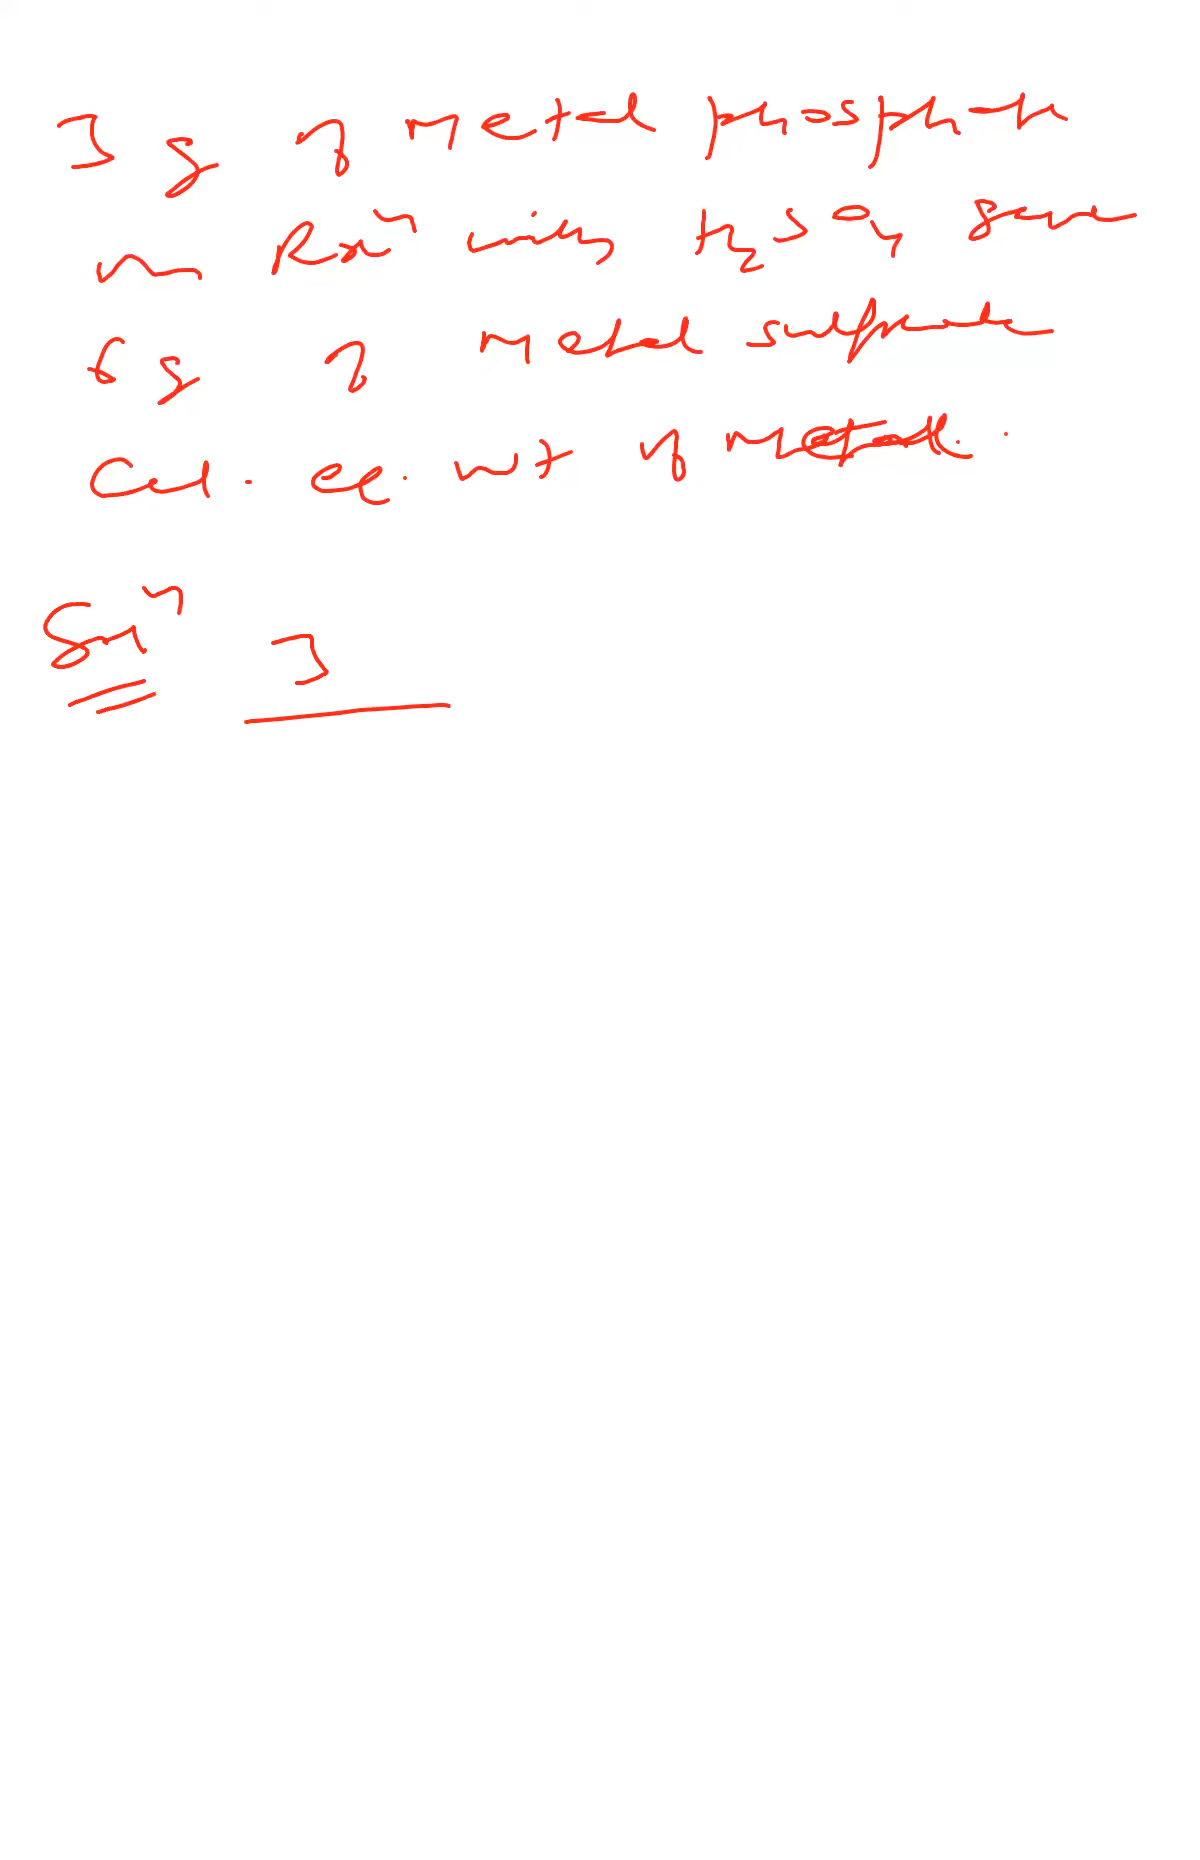 3 g of Metal phosphate
on Rxn with H2SO4 gave
6 g of Metal sulphate
Cal. eq. wt of Metal.
Soln 3